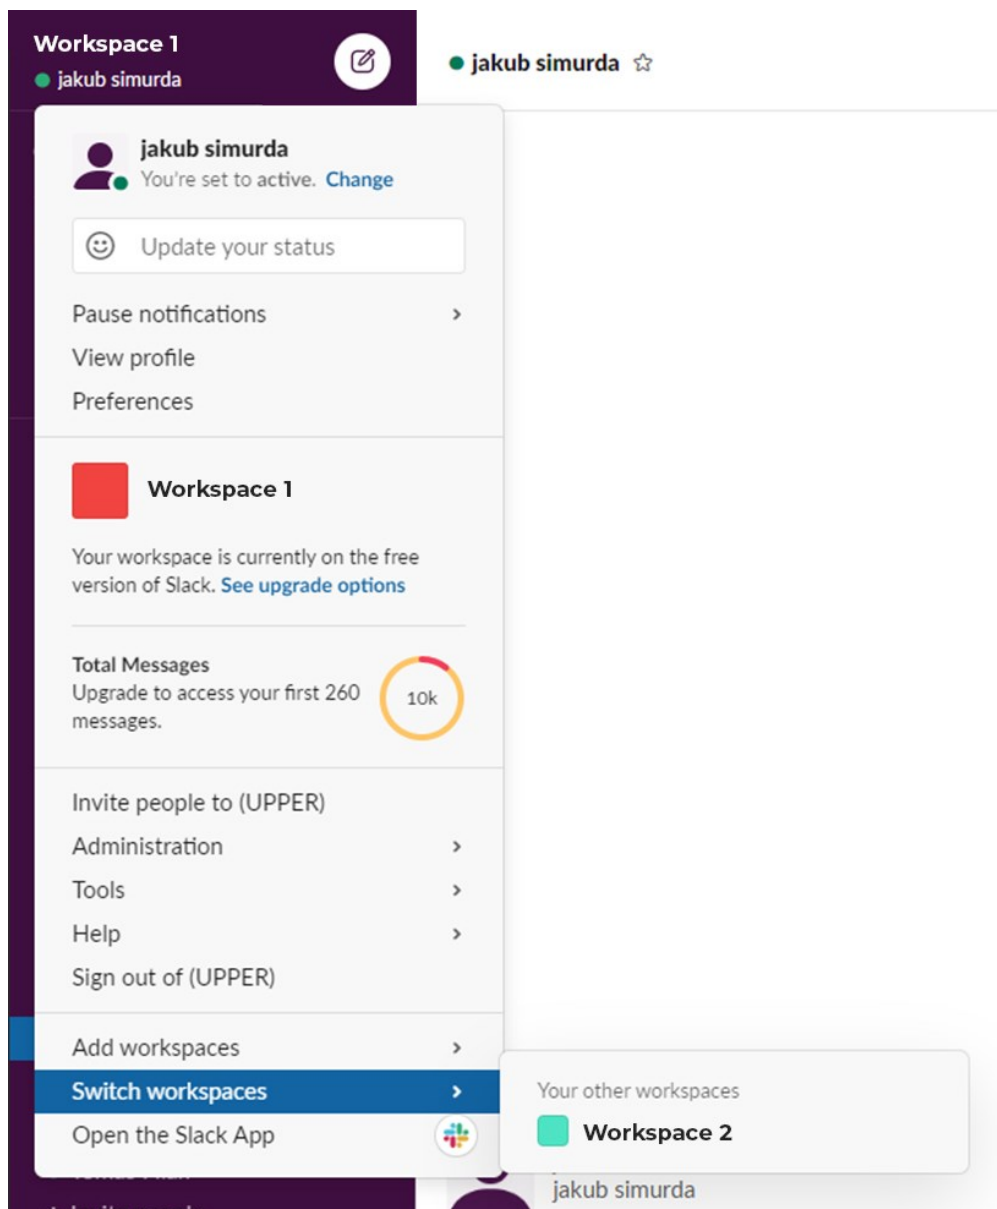 Workspace 1
jakub simurda
jakub simurda
jakub simurda
You're set to active. Change
Update your status
Pause notifications
View profile
Preferences
Workspace 1
Your workspace is currently on the free
version of Slack. See upgrade options
Total Messages
Upgrade to access your first 260
messages.
10k
Invite people to (UPPER)
Administration
Tools
Help
Sign out of (UPPER)
Add workspaces
Switch workspaces
Open the Slack App
Your other workspaces
Workspace 2
jakub simurda